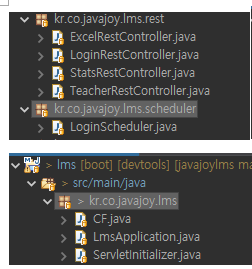 kr.co.javajoy.lms.rest
ExcelRestController.java
LoginRestController.java
StatsRestController.java
TeacherRestController.java
kr.co.javajoy.lms.scheduler
LoginScheduler.java
> lms [boot] [devtools] [javajoylms ma
> src/main/java
> kr.co.javajoy.lms
CF.java
LmsApplication.java
ServletInitializer.java